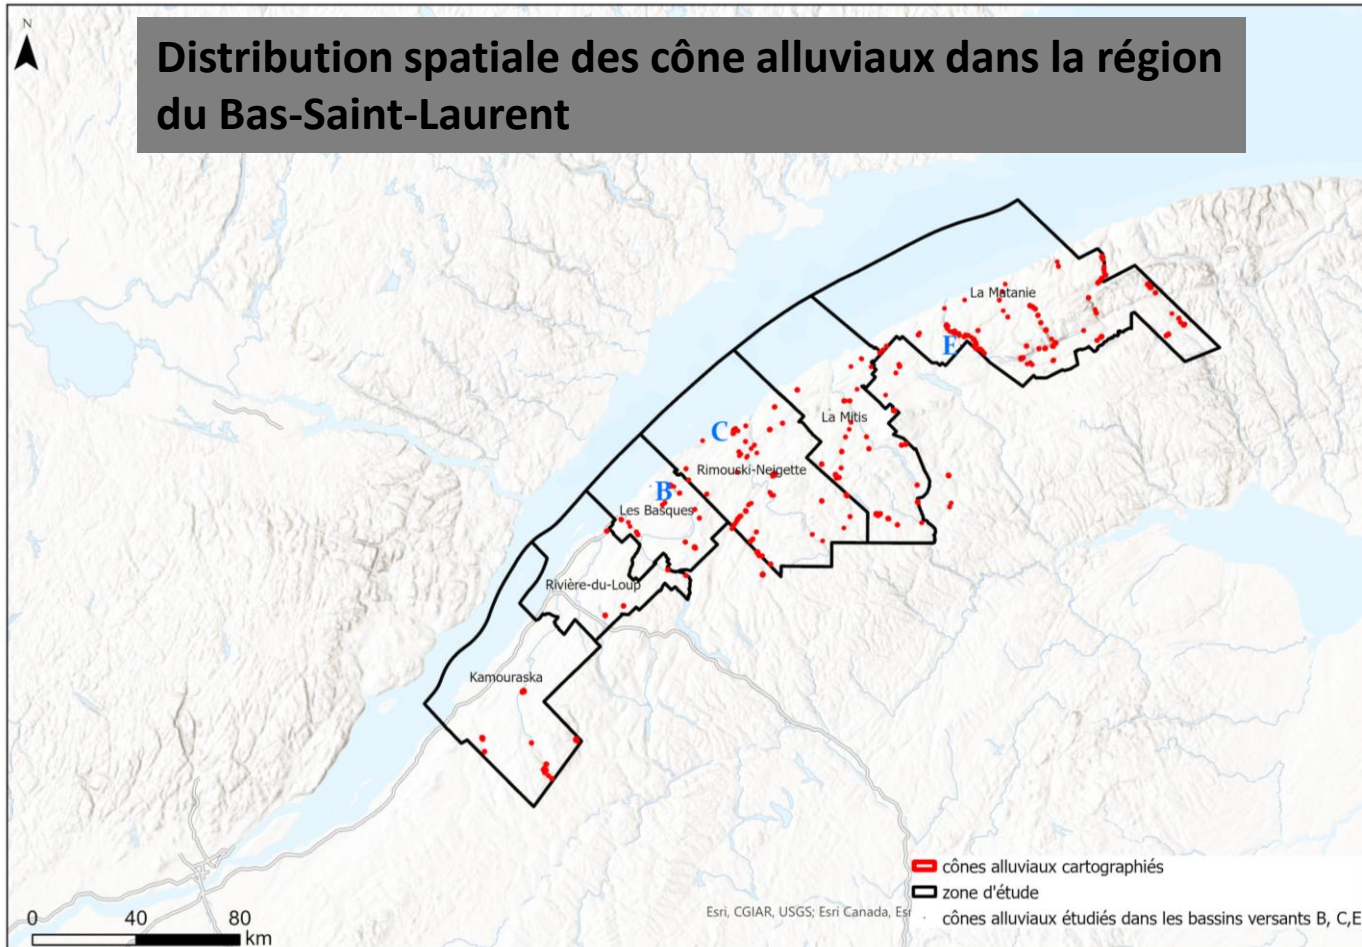 N
Distribution spatiale des cône alluviaux dans la région
du Bas-Saint-Laurent
La Matanie
E
La Mitis
C
Rimouski-Neigette
B
Les Basques
Rivière-du-Loup
Kamouraska
cônes alluviaux cartographiés
zone d'étude
Esri, CGIAR, USGS; Esri Canada, Esr
cônes alluviaux étudiés dans les bassins versants B, C,E
0 40 80
km